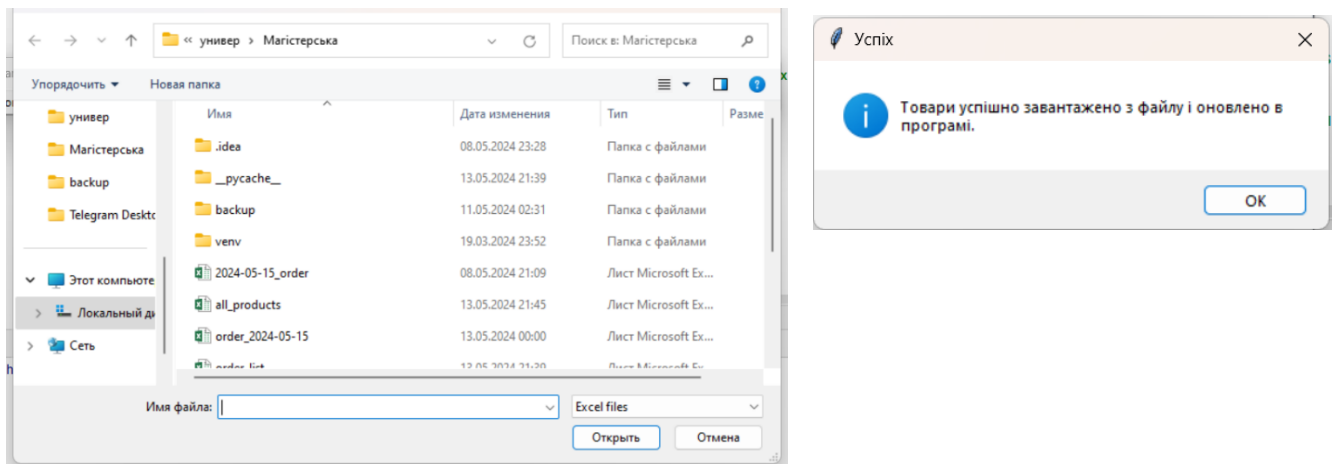 « универ > Магістерська
Поиск в: Магістерська
Упорядочить
Новая папка
универ
Магістерська
backup
Telegram Deskto
Этот компьюте
Локальный ди
Сеть
Имя
Дата изменения
Тип
Разме
.idea
08.05.2024 23:28
Папка с файлами
__pycache__
13.05.2024 21:39
Папка с файлами
backup
11.05.2024 02:31
Папка с файлами
venv
19.03.2024 23:52
Папка с файлами
2024-05-15_order
08.05.2024 21:09
Лист Microsoft Ex...
all_products
13.05.2024 21:45
Лист Microsoft Ex...
order_2024-05-15
13.05.2024 00:00
Лист Microsoft Ex...
order_list
Лист Microsoft Ex...
Имя файла:
Excel files
Открыть
Отмена
Успіх
Товари успішно завантажено з файлу і оновлено в
програмі.
OK